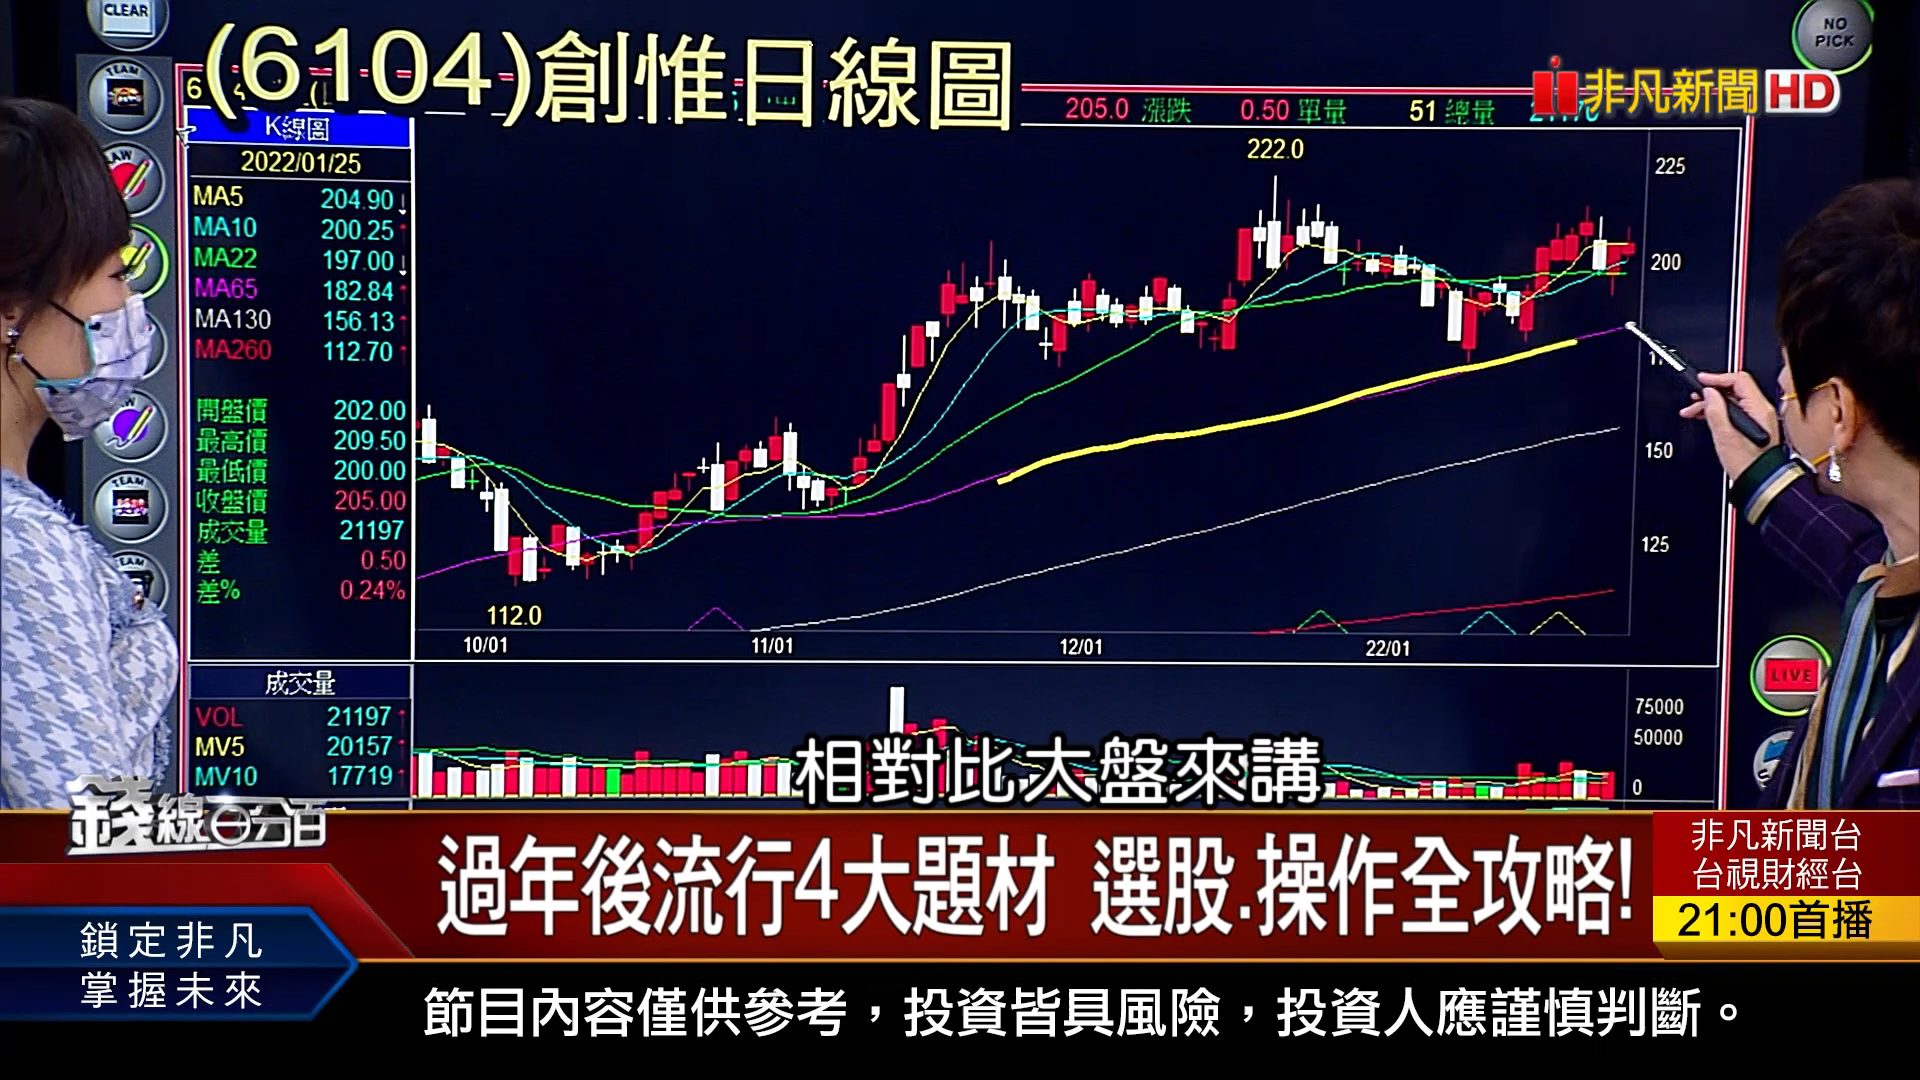 CLEAR
NO
PICK
(6104)創惟日線圖
205.0 漲跌 0.50 單量 51 總量
非凡新聞HD
K線圖
2022/01/25
MA5 204.90
MA10 200.25
MA22 197.00
MA65 182.84
MA130 156.13
MA260 112.70
開盤價 202.00
最高價 209.50
最低價 200.00
收盤價 205.00
成交量 21197
差 0.50
差% 0.24%
TEAM
TEAM
TEAM
222.0
112.0
225
200
150
125
10/01
11/01
12/01
22/01
LIVE
成交量
VOL 21197
MV5 20157
MV10 17719
75000
50000
0
相對比大盤來講
錢線百分百
過年後流行4大題材 選股.操作全攻略!
非凡新聞台
台視財經台
21:00首播
鎖定非凡
掌握未來
節目內容僅供參考，投資皆具風險，投資人應謹慎判斷。